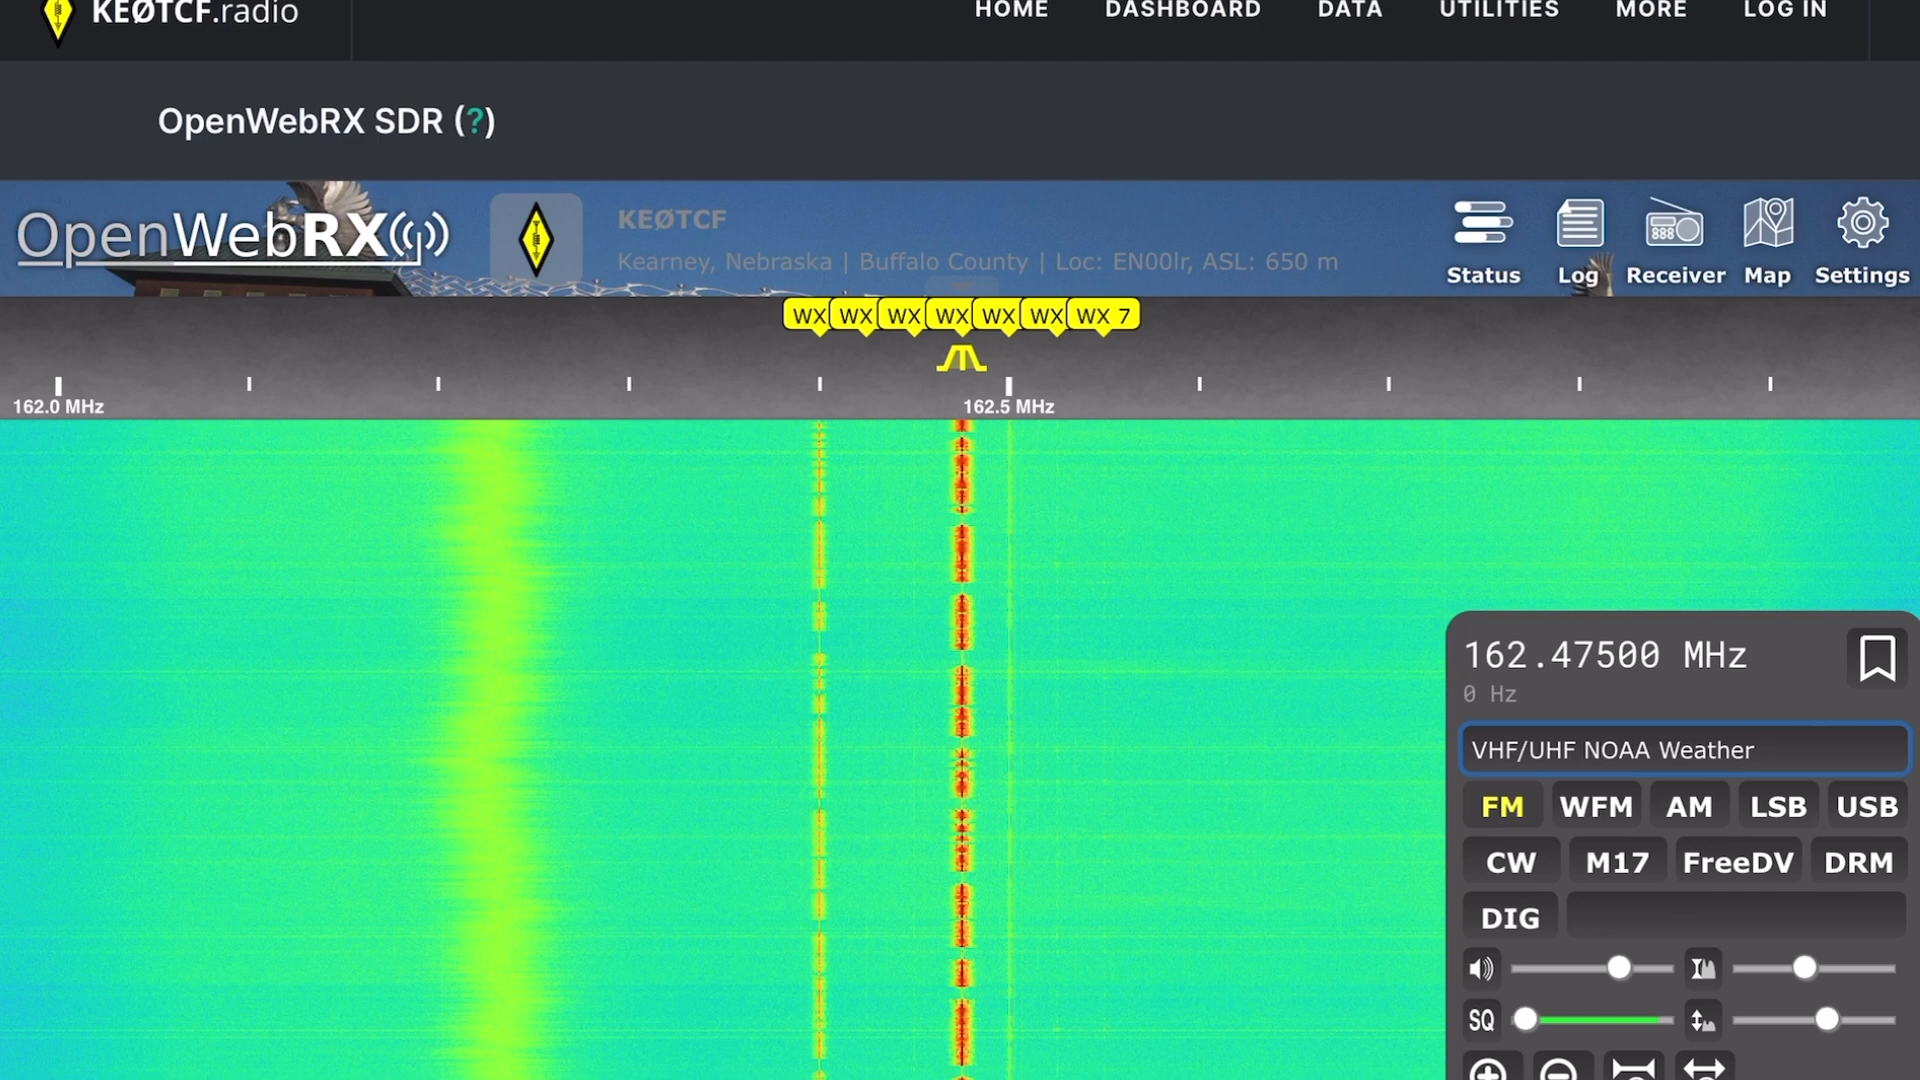 KEØTCF.radio
HOME DASHBOARD DATA UTILITIES MORE LOG IN
OpenWebRX SDR (?)
OpenWebRX
KEØTCF
Kearney, Nebraska | Buffalo County | Loc: EN00lr, ASL: 650 m
Status Log Receiver Map Settings
WX WX WX WX WX WX WX 7
162.0 MHz 162.5 MHz
162.47500 MHz
0 Hz
VHF/UHF NOAA Weather
FM WFM AM LSB USB
CW M17 FreeDV DRM
DIG
SQ